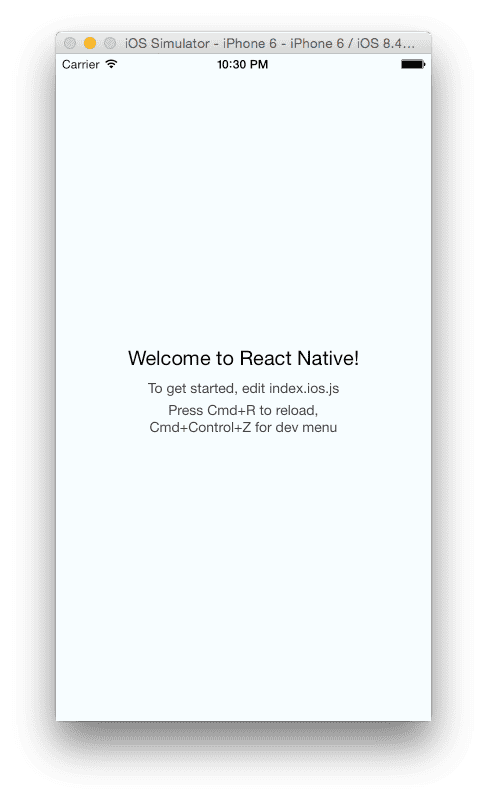 iOS Simulator - iPhone 6 - iPhone 6 / iOS 8.4...
Carrier 10:30 PM
Welcome to React Native!
To get started, edit index.ios.js
Press Cmd+R to reload,
Cmd+Control+Z for dev menu